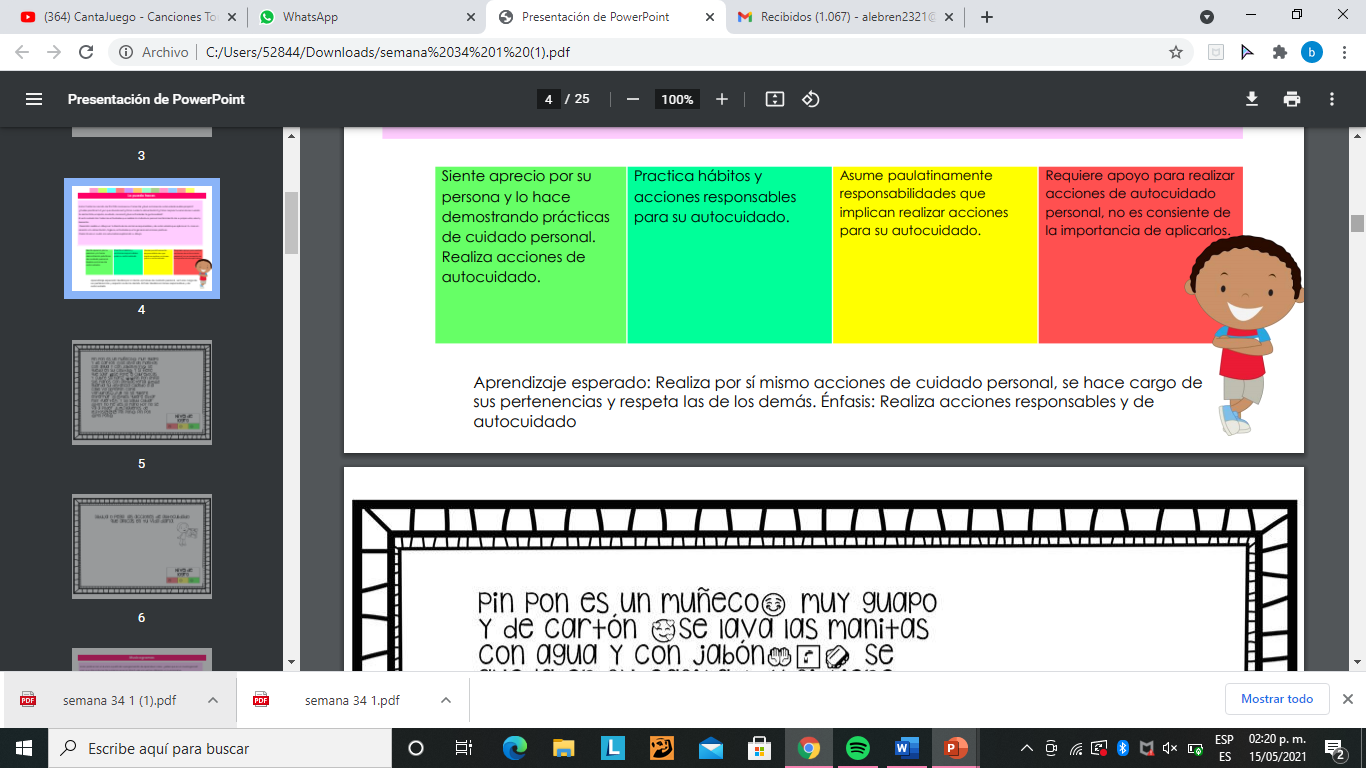 (364) CantaJuego - Canciones To
WhatsApp
Presentación de PowerPoint
Recibidos (1.067) - alebren2321@
Archivo
C:/Users/52844/Downloads/semana%2034%201%20(1).pdf
b
Presentación de PowerPoint
4 / 25
100%
3
4
5
6
Siente aprecio por su
persona y lo hace
demostrando prácticas
de cuidado personal.
Realiza acciones de
autocuidado.
Practica hábitos y
acciones responsables
para su autocuidado.
Asume paulatinamente
responsabilidades que
implican realizar acciones
para su autocuidado.
Requiere apoyo para realizar
acciones de autocuidado
personal, no es consiente de
la importancia de aplicarlos.
Aprendizaje esperado: Realiza por sí mismo acciones de cuidado personal, se hace cargo de
sus pertenencias y respeta las de los demás. Énfasis: Realiza acciones responsables y de
autocuidado
Pin Pon es un muñeco muy guapo
y de cartón se lava las manitas
con agua y con jabón se
semana 34 1 (1).pdf
semana 34 1.pdf
Mostrar todo
Escribe aquí para buscar
ESP
ES
02:20 p. m.
15/05/2021
2